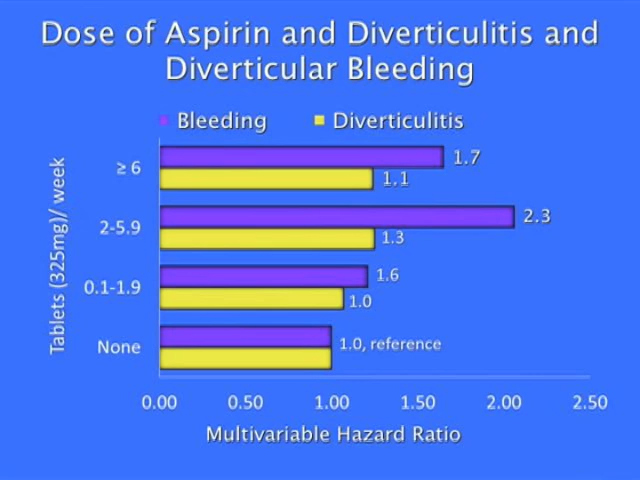 Dose of Aspirin and Diverticulitis and
Diverticular Bleeding
Bleeding Diverticulitis
Tablets (325mg)/ week
≥ 6
1.7
1.1
2-5.9
2.3
1.3
0.1-1.9
1.6
1.0
None
1.0, reference
0.00 0.50 1.00 1.50 2.00 2.50
Multivariable Hazard Ratio